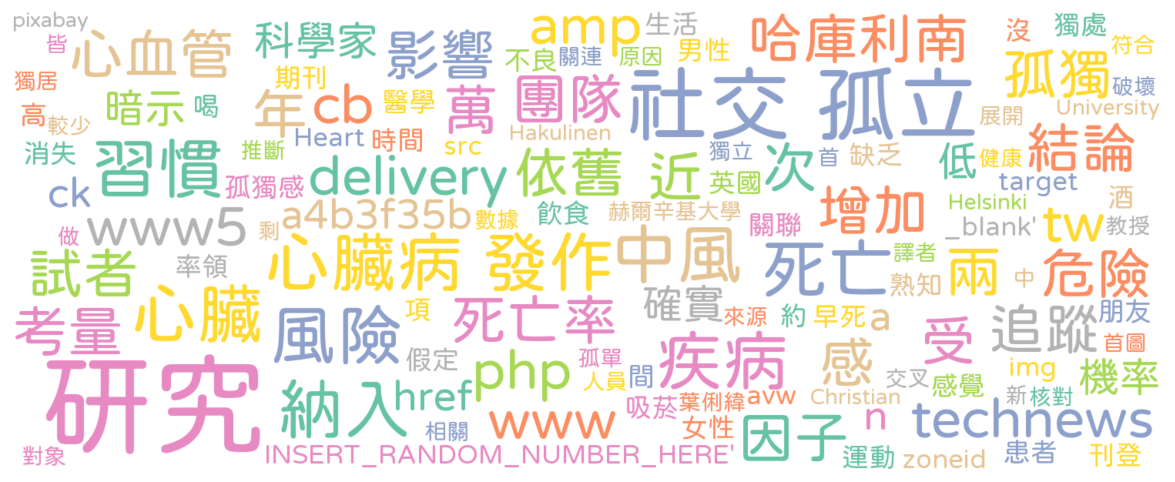 pixabay
皆
心血管
科學家
影響
amp
生活
不良
關連
原因
男性
哈庫利南
沒
獨處
符合
獨居
期刊
孤獨
破壞
高
較少
暗示
喝
年
cb
醫學
萬
團隊
社交 孤立
University
展開
Heart
時間
src
Hakulinen
消失
習慣
推斷
孤獨感
delivery
依舊
近
獨立
英國
次
首
缺乏
低
健康
結論
target
ck
www5
剩
a4b3f35b
數據
飲食
赫爾辛基大學
關聯
增加
Helsinki
_blank'
tw
酒
教授
做
試者
率領
心臟病 發作
中風
死亡
譯者
熟知
兩
中
危險
考量
心臟
風險
項
死亡率
確實
來源
約
早死
a
受
追蹤
朋友
首圖
假定
php
孤單
人員
間
疾病
感
交叉
感覺
img
機率
研究
納入
href
www
吸菸
葉俐緯
avw
Christian
新
核對
相關
女性
因子
n
technews
對象
INSERT_RANDOM_NUMBER_HERE'
運動
zoneid
患者
刊登